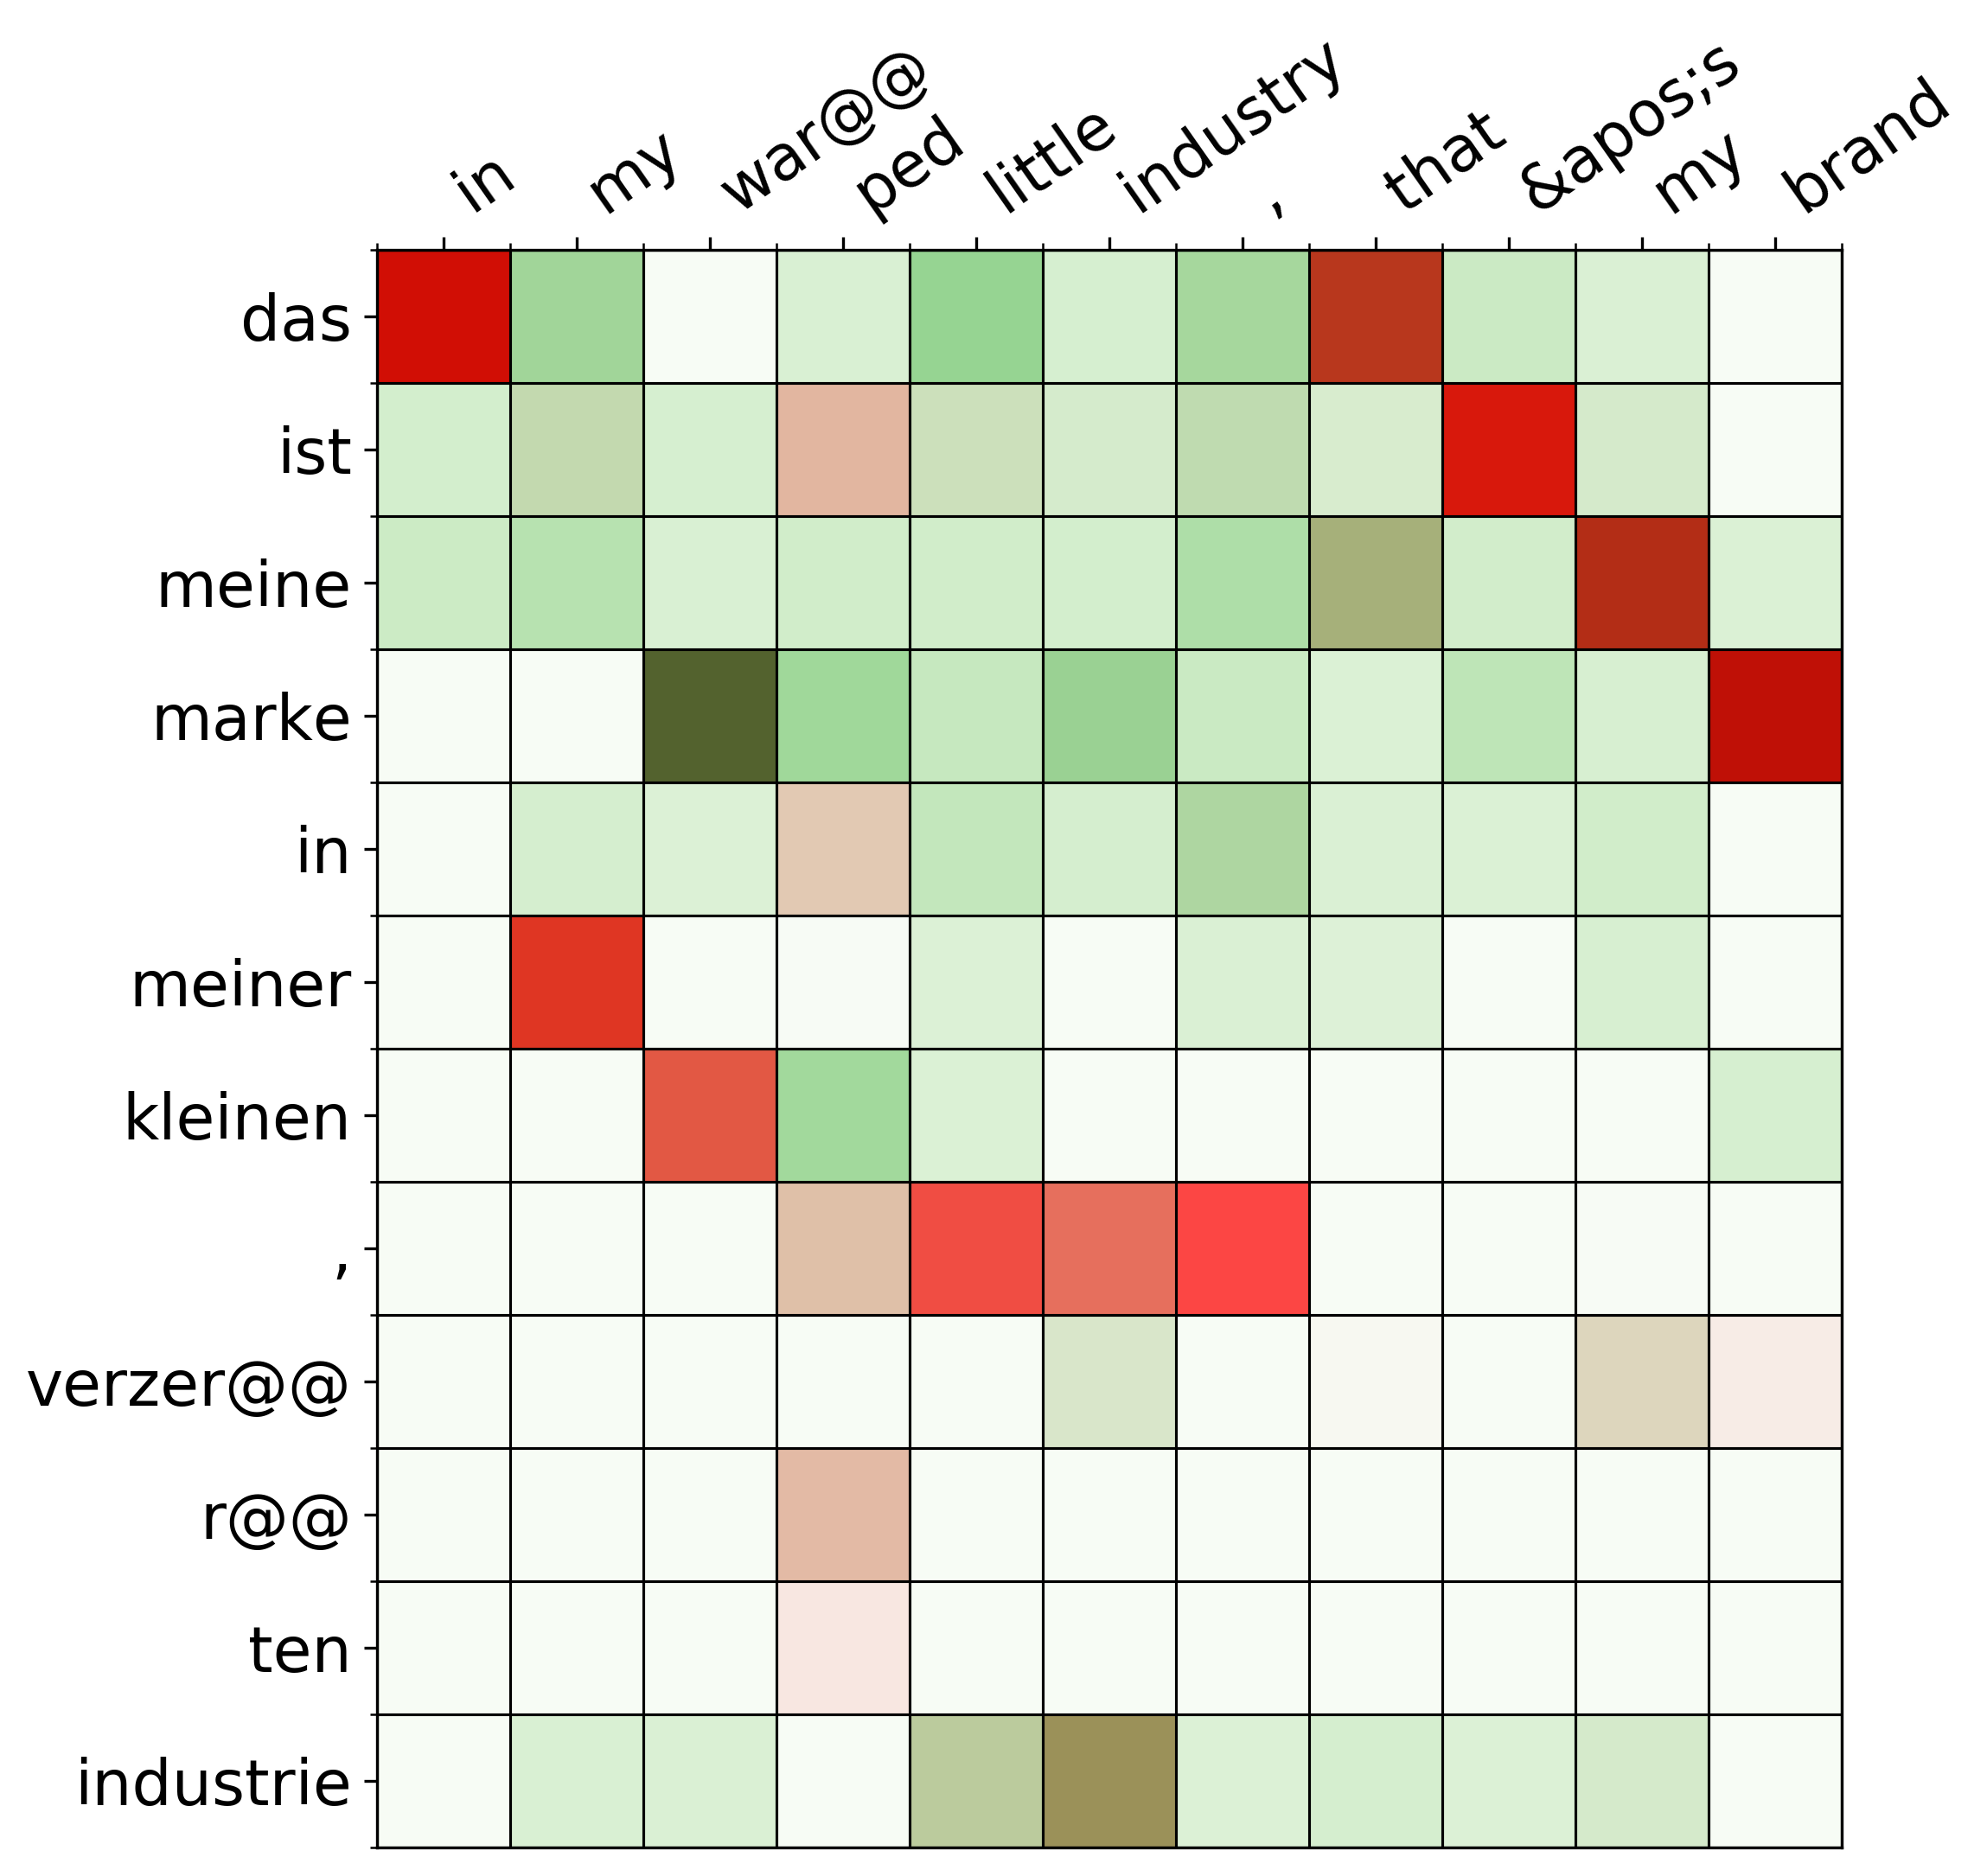 in
my
war@@
ped
little
industry
,
that
&apos;s
my
brand
das
ist
meine
marke
in
meiner
kleinen
,
verzer@@
r@@
ten
industrie